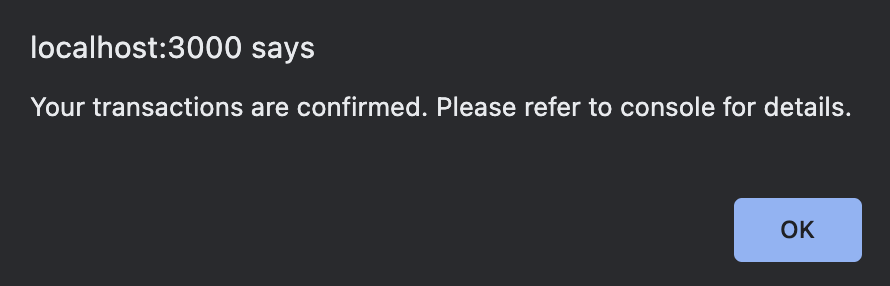 localhost:3000 says
Your transactions are confirmed. Please refer to console for details.
OK